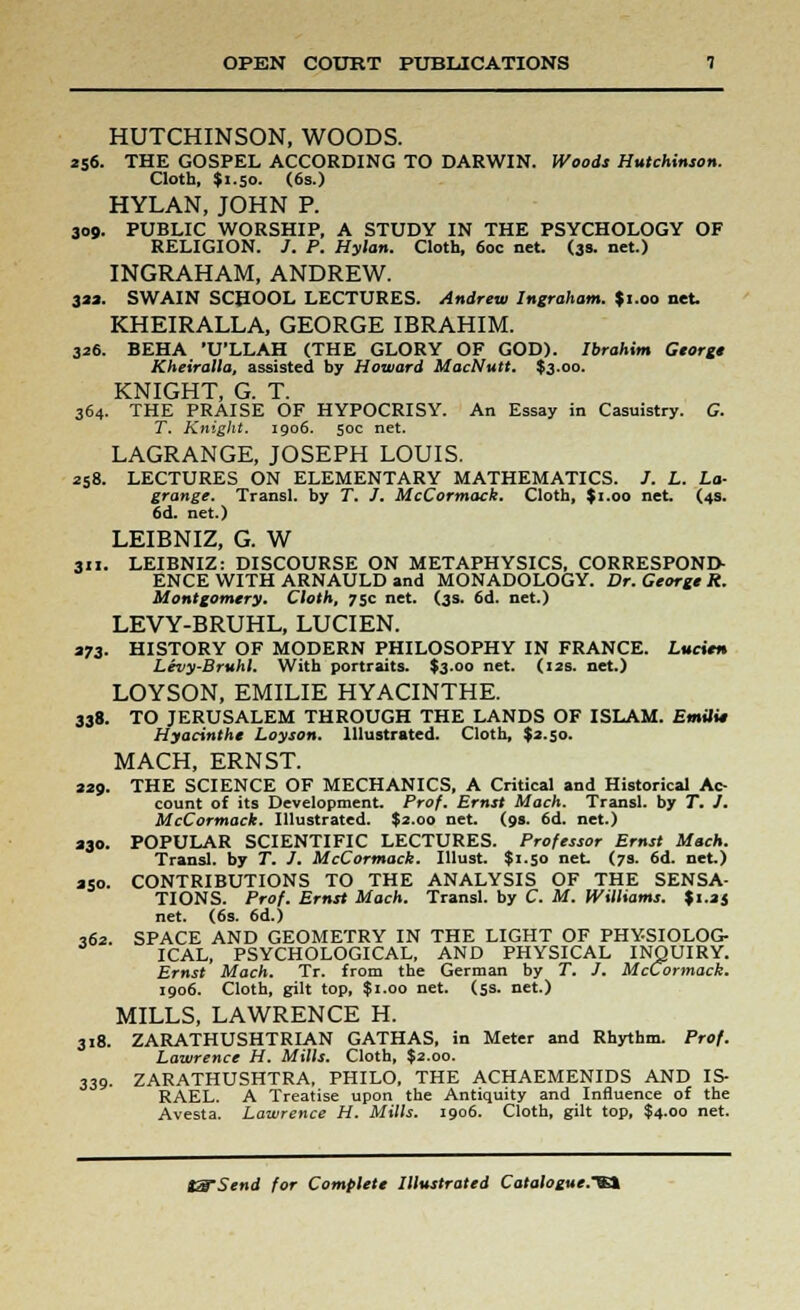 OPEN COURT PUBLICATIONS 7
HUTCHINSON, WOODS.
256. THE GOSPEL ACCORDING TO DARWIN. Woods Hutchinson.
Cloth, $1.50. (6s.)
HYLAN, JOHN P.
309. PUBLIC WORSHIP, A STUDY IN THE PSYCHOLOGY OF
RELIGION. J. P. Hylan. Cloth, 60c net. (3s. net.)
INGRAHAM, ANDREW.
322. SWAIN SCHOOL LECTURES. Andrew Ingraham. $1.00 net.
KHEIRALLA, GEORGE IBRAHIM.
326. BEHA 'U'LLAH (THE GLORY OF GOD). Ibrahim George
Kheiralla, assisted by Howard MacNutt. $3.00.
KNIGHT, G. T.
364. THE PRAISE OF HYPOCRISY. An Essay in Casuistry. G.
T. Knight. 1906. 50c net.
LAGRANGE, JOSEPH LOUIS.
258. LECTURES ON ELEMENTARY MATHEMATICS. J. L. La-
grange. Transl. by T. J. McCormack. Cloth, $1.00 net. (4s.
6d. net.)
LEIBNIZ, G. W
311. LEIBNIZ: DISCOURSE ON METAPHYSICS, CORRESPOND-
ENCE WITH ARNAULD and MONADOLOGY. Dr. George R.
Montgomery. Cloth, 75c net. (3s. 6d. net.)
LEVY-BRUHL, LUCIEN.
273. HISTORY OF MODERN PHILOSOPHY IN FRANCE. Lucien
Lévy-Bruhl. With portraits. $3.00 net. (12s. net.)
LOYSON, EMILIE HYACINTHE.
338. TO JERUSALEM THROUGH THE LANDS OF ISLAM. Emilie
Hyacinthe Loyson. Illustrated. Cloth, $2.50.
MACH, ERNST.
229. THE SCIENCE OF MECHANICS, A Critical and Historical Ac-
count of its Development. Prof. Ernst Mach. Transl. by T. J.
McCormack. Illustrated. $2.00 net. (9s. 6d. net.)
230. POPULAR SCIENTIFIC LECTURES. Professor Ernst Mach.
Transl. by T. J. McCormack. Illust. $1.50 net. (7s. 6d. net.)
250. CONTRIBUTIONS TO THE ANALYSIS OF THE SENSA-
TIONS. Prof. Ernst Mach. Transl. by C. M. Williams. $1.25
net. (6s. 6d.)
362. SPACE AND GEOMETRY IN THE LIGHT OF PHYSIOLOG-
ICAL, PSYCHOLOGICAL, AND PHYSICAL INQUIRY.
Ernst Mach. Tr. from the German by T. J. McCormack.
1906. Cloth, gilt top, $1.00 net. (5s. net.)
MILLS, LAWRENCE H.
318. ZARATHUSHTRIAN GATHAS, in Meter and Rhythm. Prof.
Lawrence H. Mills. Cloth, $2.00.
339. ZARATHUSHTRA, PHILO, THE ACHAEMENIDS AND IS-
RAEL. A Treatise upon the Antiquity and Influence of the
Avesta. Lawrence H. Mills. 1906. Cloth, gilt top, $4.00 net.
☞Send for Complete Illustrated Catalogue.☜